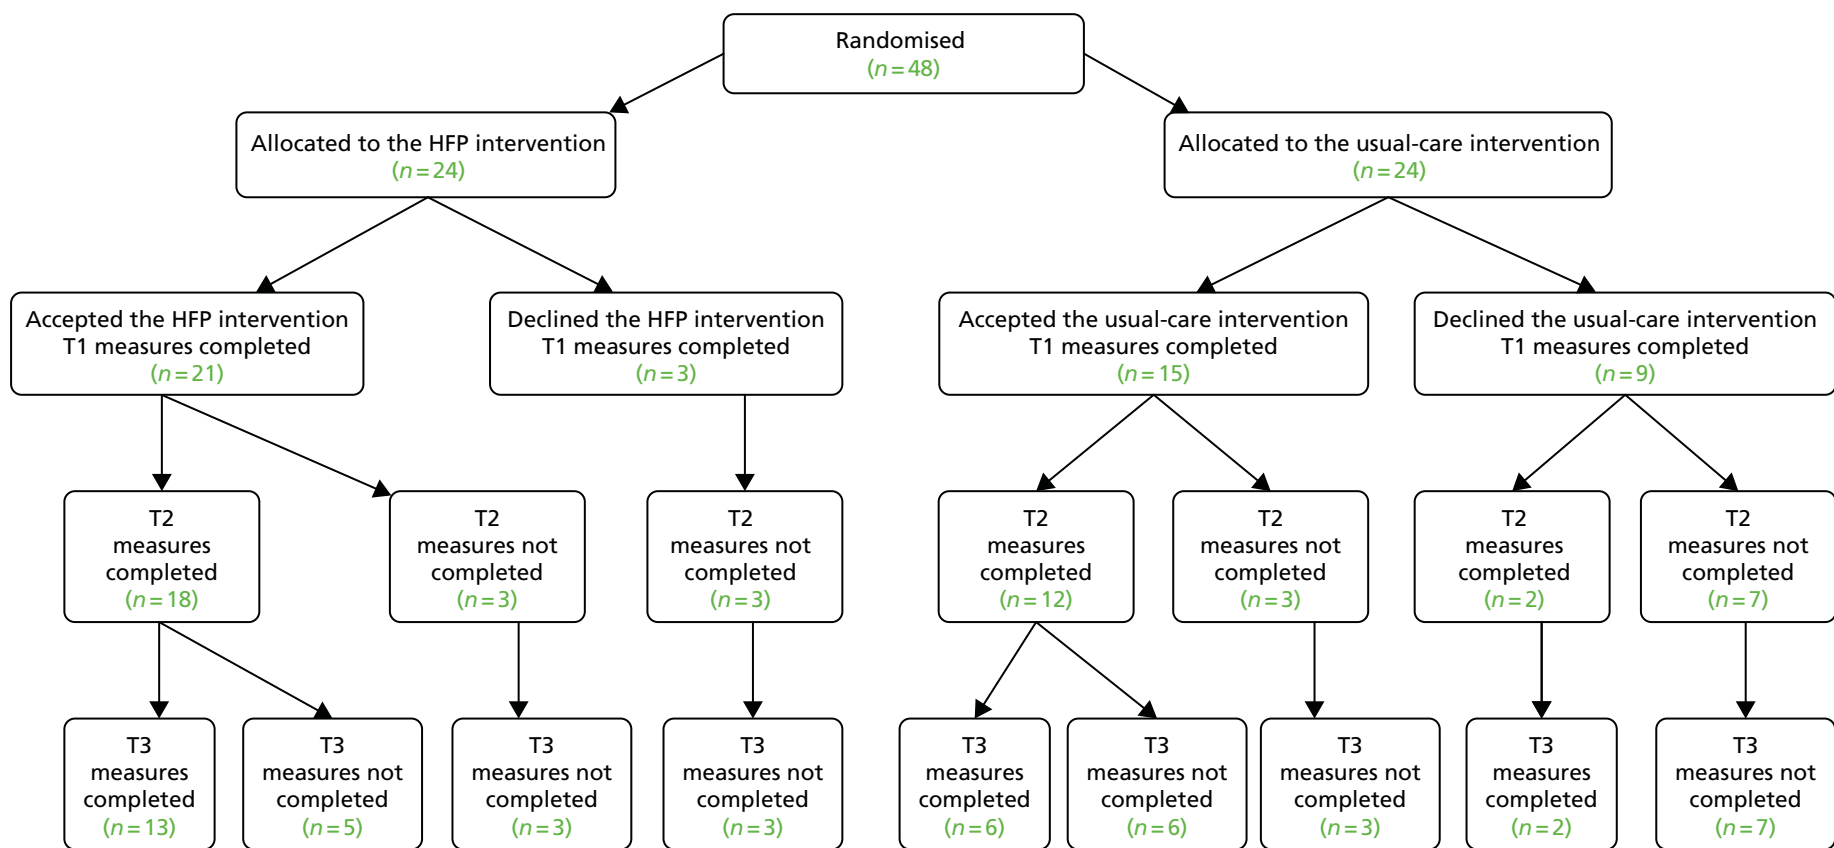 Randomised
(n=48)
Allocated to the HFP intervention
(n=24)
Allocated to the usual-care intervention
(n=24)
Accepted the HFP intervention
T1 measures completed
(n=21)
Declined the HFP intervention
T1 measures completed
(n=3)
Accepted the usual-care intervention
T1 measures completed
(n=15)
Declined the usual-care intervention
T1 measures completed
(n=9)
T2
measures
completed
(n=18)
T2
measures not
completed
(n=3)
T2
measures not
completed
(n=3)
T2
measures
completed
(n=12)
T2
measures not
completed
(n=3)
T2
measures
completed
(n=2)
T2
measures not
completed
(n=7)
T3
measures
completed
(n=13)
T3
measures not
completed
(n=5)
T3
measures not
completed
(n=3)
T3
measures not
completed
(n=3)
T3
measures
completed
(n=6)
T3
measures not
completed
(n=6)
T3
measures not
completed
(n=3)
T3
measures
completed
(n=2)
T3
measures not
completed
(n=7)